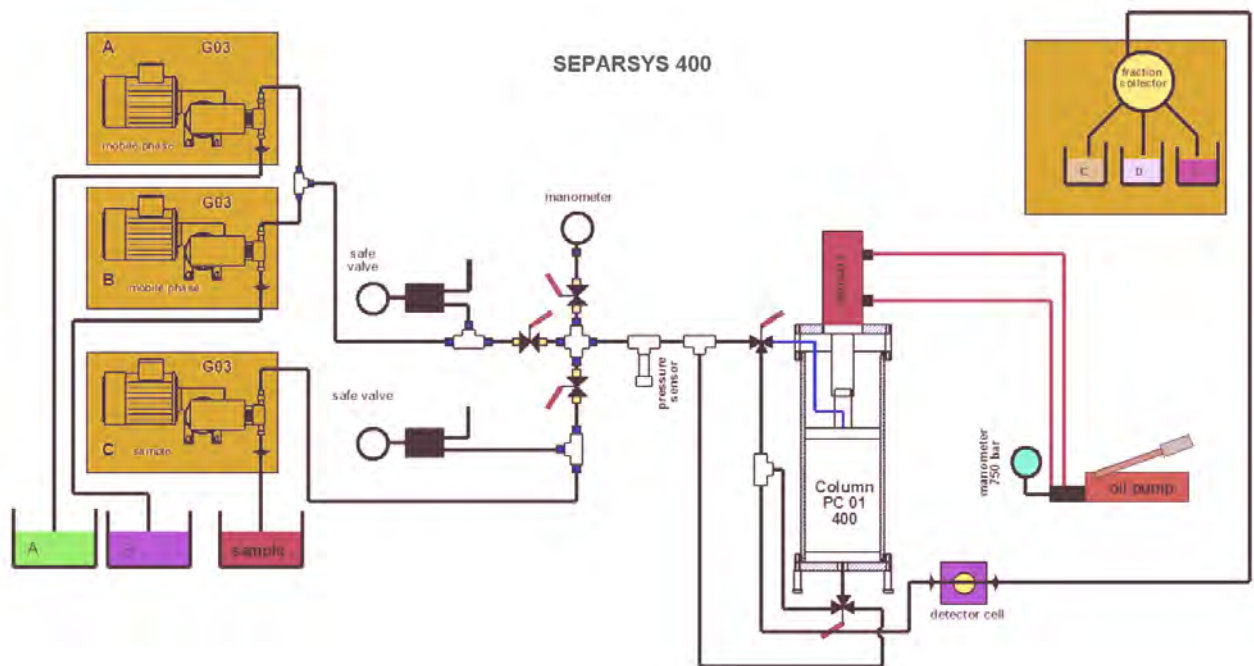 SEPARSYS 400
A
G03
mobile phase
G03
B
mobile phase
G03
C
sample
A
sample
safe
valve
safe valve
manometer
pressure
sensor
Column
PC 01
400
fraction
collector
C
D
manometer
750 bar
oil pump
detector cell